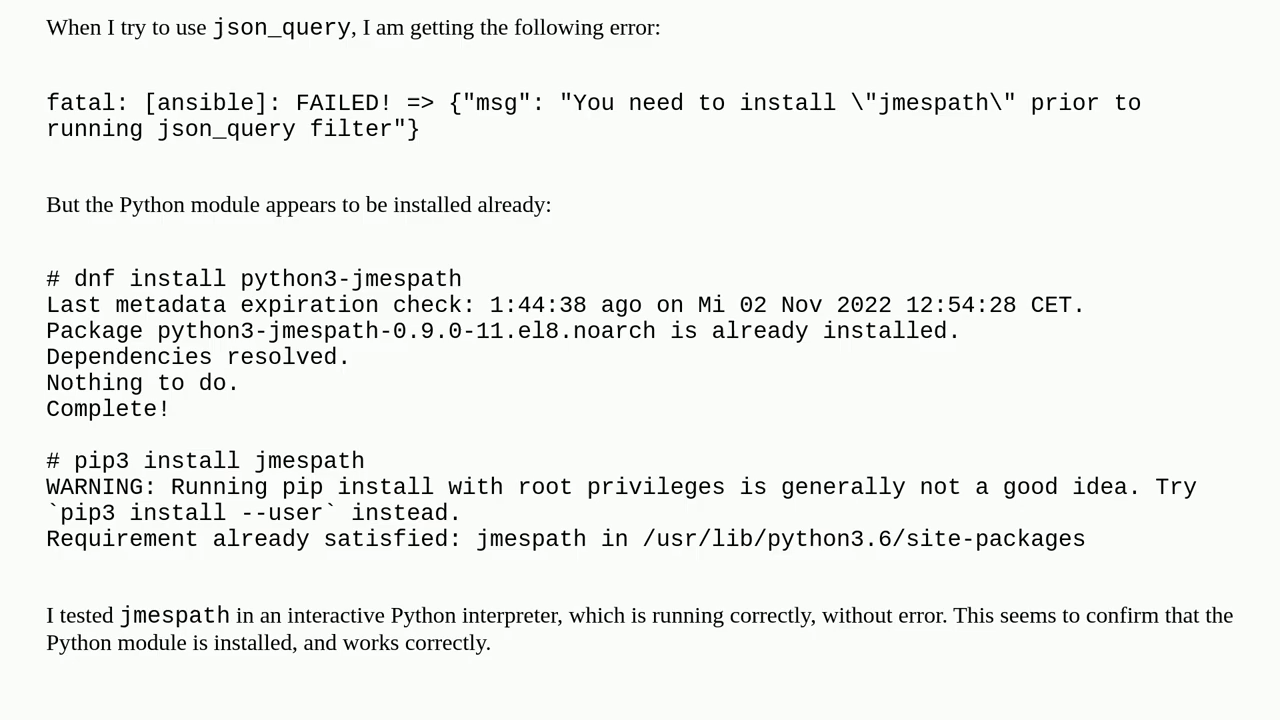 When I try to use json_query, I am getting the following error:
fatal: [ansible]: FAILED! => {"msg": "You need to install \"jmespath\" prior to
running json_query filter"}
But the Python module appears to be installed already:
# dnf install python3-jmespath
Last metadata expiration check: 1:44:38 ago on Mi 02 Nov 2022 12:54:28 CET.
Package python3-jmespath-0.9.0-11.el8.noarch is already installed.
Dependencies resolved.
Nothing to do.
Complete!
# pip3 install jmespath
WARNING: Running pip install with root privileges is generally not a good idea. Try
`pip3 install --user` instead.
Requirement already satisfied: jmespath in /usr/lib/python3.6/site-packages
I tested jmespath in an interactive Python interpreter, which is running correctly, without error. This seems to confirm that the
Python module is installed, and works correctly.